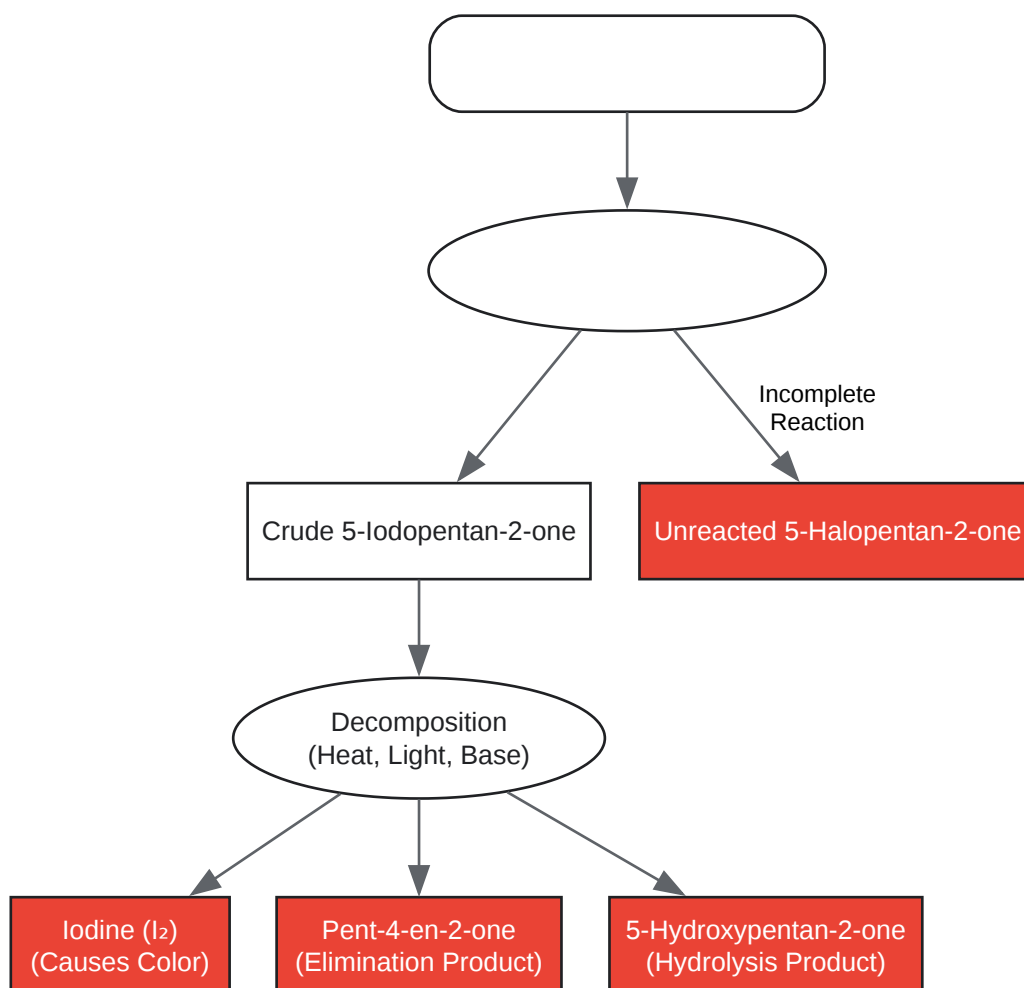 Incomplete
Reaction
Crude 5-Iodopentan-2-one
Unreacted 5-Halopentan-2-one
Decomposition
(Heat, Light, Base)
Iodine (I₂)
(Causes Color)
Pent-4-en-2-one
(Elimination Product)
5-Hydroxypentan-2-one
(Hydrolysis Product)